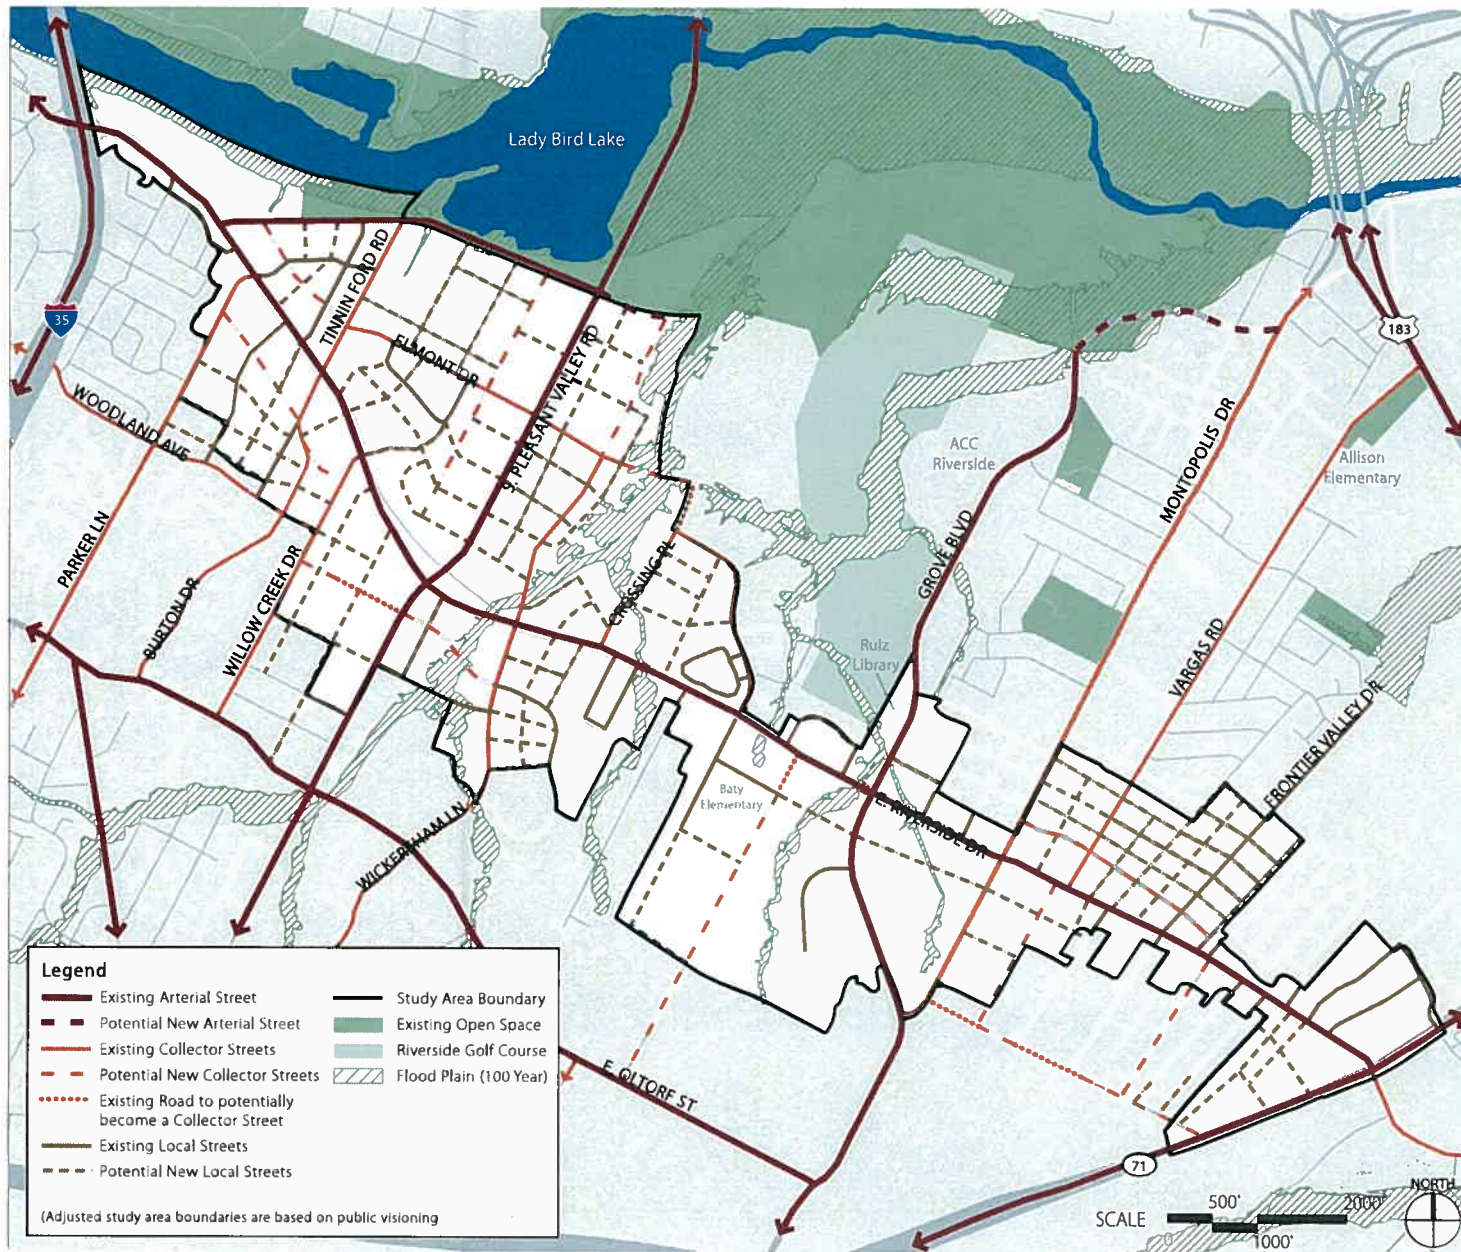 Lady Bird Lake
35
183
TINNIN FORD RD
ELMONT DR
S. PLEASANT VALLEY RD
WOODLAND AVE
PARKER LN
BURTON DR
WILLOW CREEK DR
CROSSING PL
WICKERSHAM LN
ACC
Riverside
GROVE BLVD
MONTOPOLIS DR
Allison
Elementary
VARGAS RD
Ruiz
Library
FRONTIER VALLEY DR
Baty
Elementary
E. RIVERSIDE DR
E. OLTORF ST
71
Legend
Existing Arterial Street
Potential New Arterial Street
Existing Collector Streets
Potential New Collector Streets
Existing Road to potentially
become a Collector Street
Existing Local Streets
Potential New Local Streets
Study Area Boundary
Existing Open Space
Riverside Golf Course
Flood Plain (100 Year)
(Adjusted study area boundaries are based on public visioning
SCALE
500'
2000'
0
1000'
NORTH